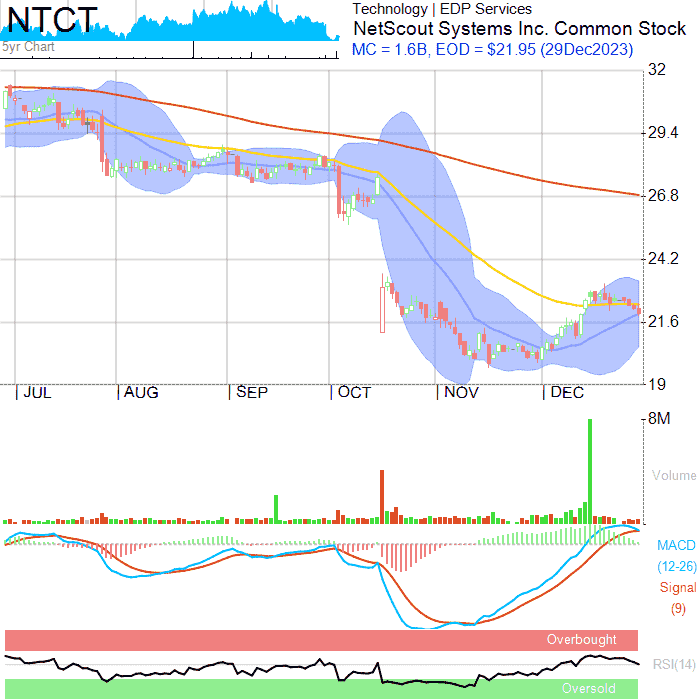 NTCT
5yr Chart
Technology | EDP Services
NetScout Systems Inc. Common Stock
MC = 1.6B, EOD = $21.95 (29Dec2023)
32
29.4
26.8
24.2
21.6
19
|JUL |AUG |SEP |OCT |NOV |DEC
8M
Volume
MACD
(12-26)
Signal
(9)
Overbought
RSI(14)
Oversold